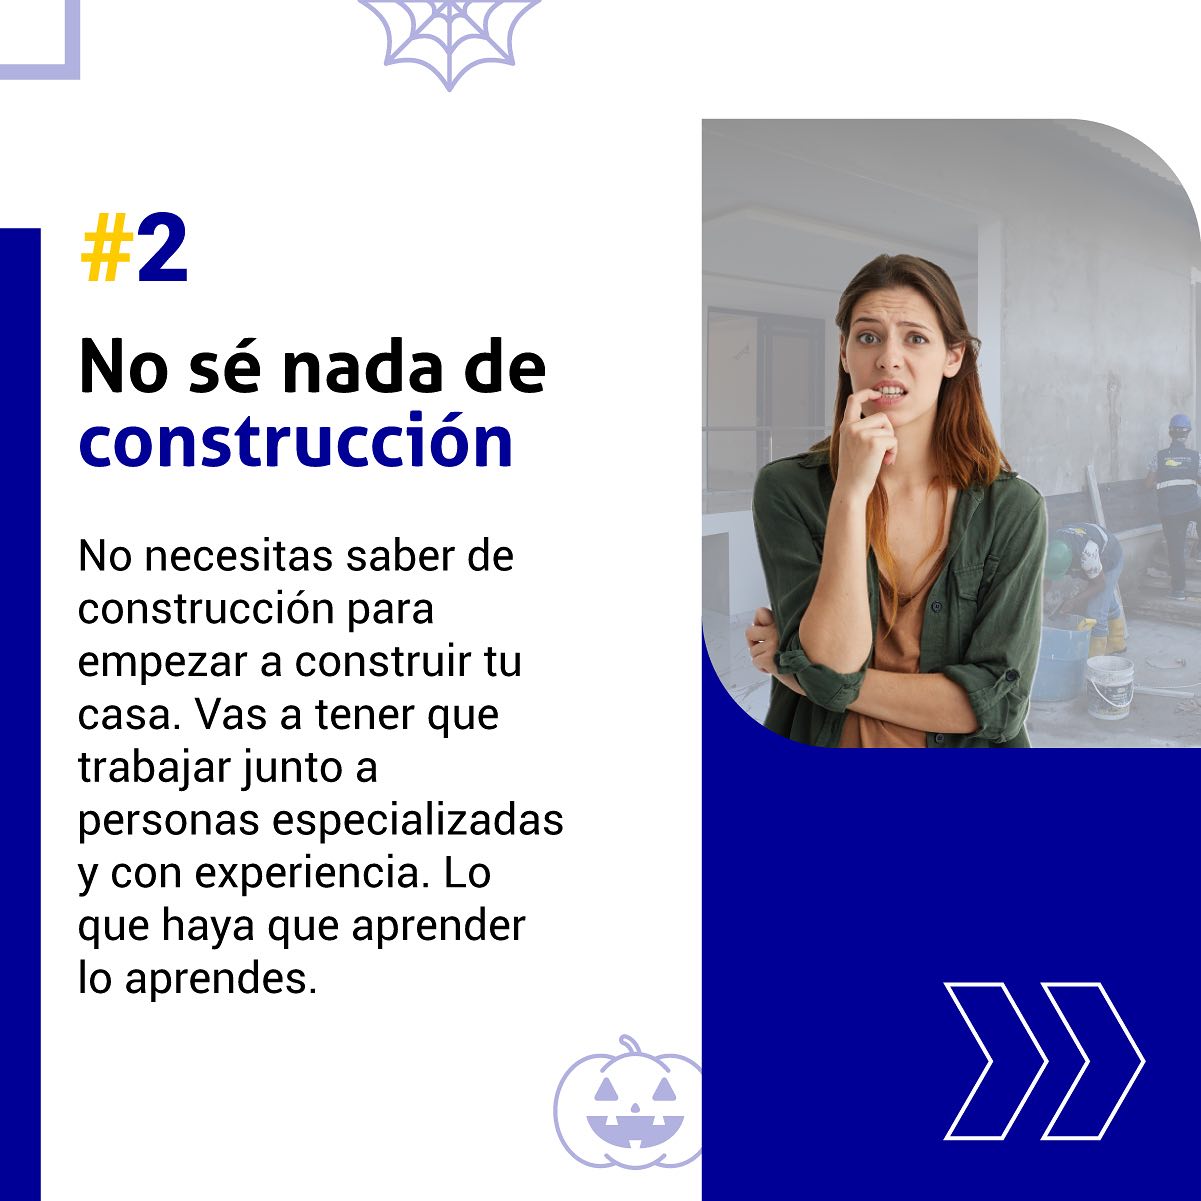 #2
No sé nada de
construcción
No necesitas saber de
construcción para
empezar a construir tu
casa. Vas a tener que
trabajar junto a
personas especializadas
y con experiencia. Lo
que haya que aprender
lo aprendes.